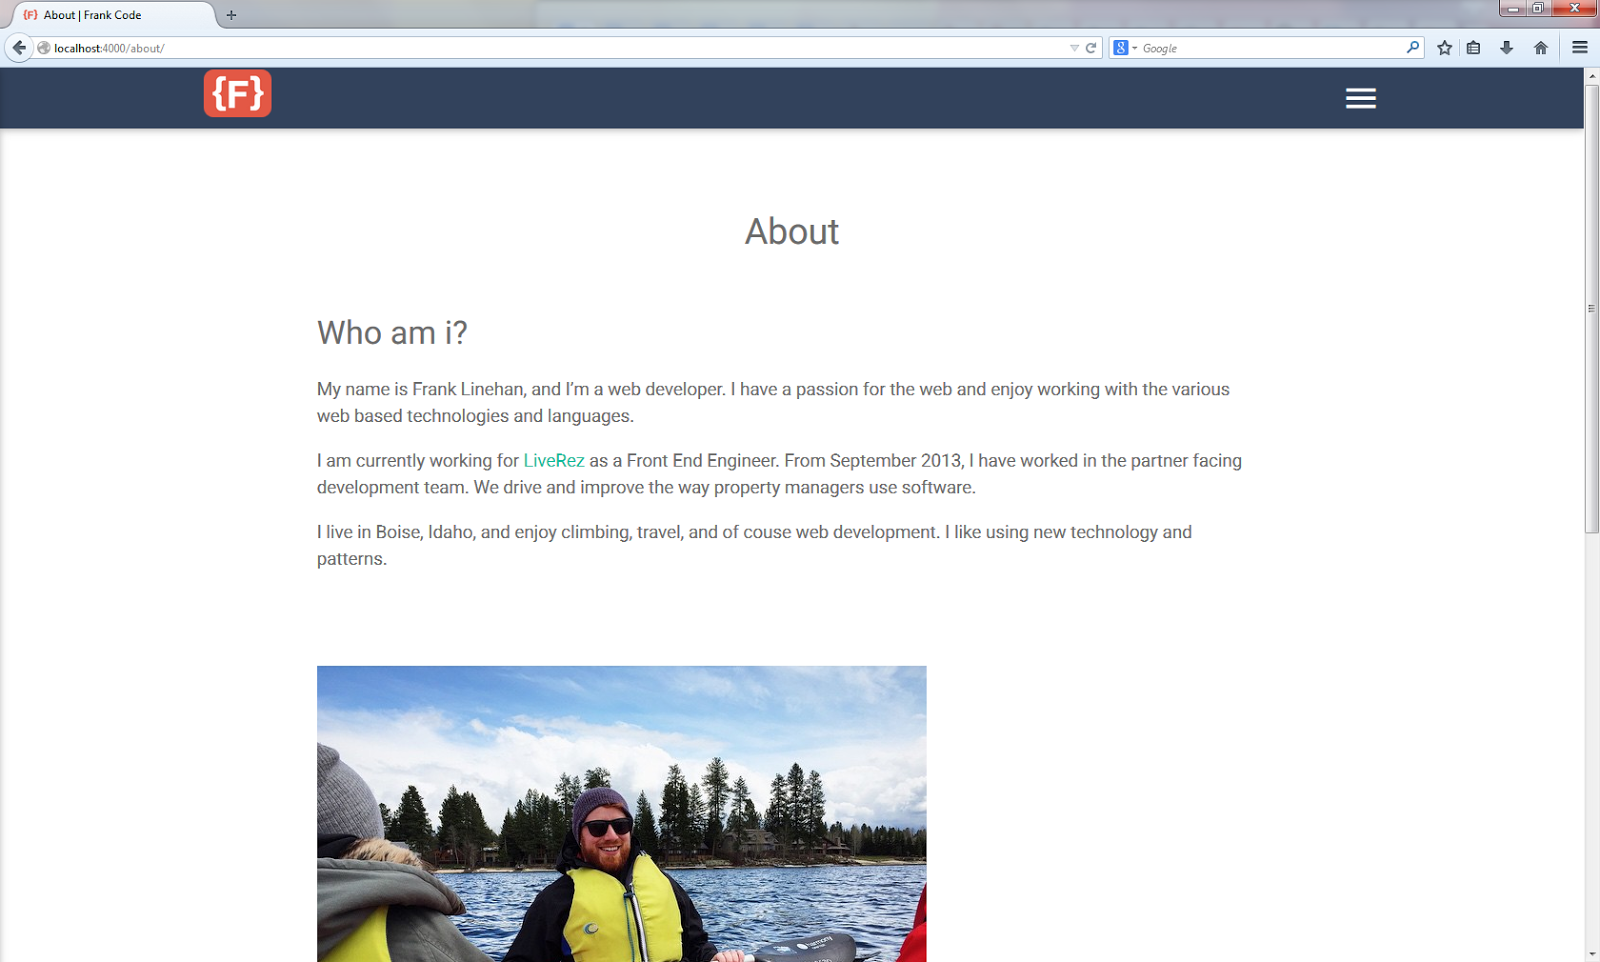 {F} About | Frank Code
localhost:4000/about/
8 Google
{F}
About
Who am i?
My name is Frank Linehan, and I’m a web developer. I have a passion for the web and enjoy working with the various
web based technologies and languages.
I am currently working for LiveRez as a Front End Engineer. From September 2013, I have worked in the partner facing
development team. We drive and improve the way property managers use software.
I live in Boise, Idaho, and enjoy climbing, travel, and of couse web development. I like using new technology and
patterns.
harmony